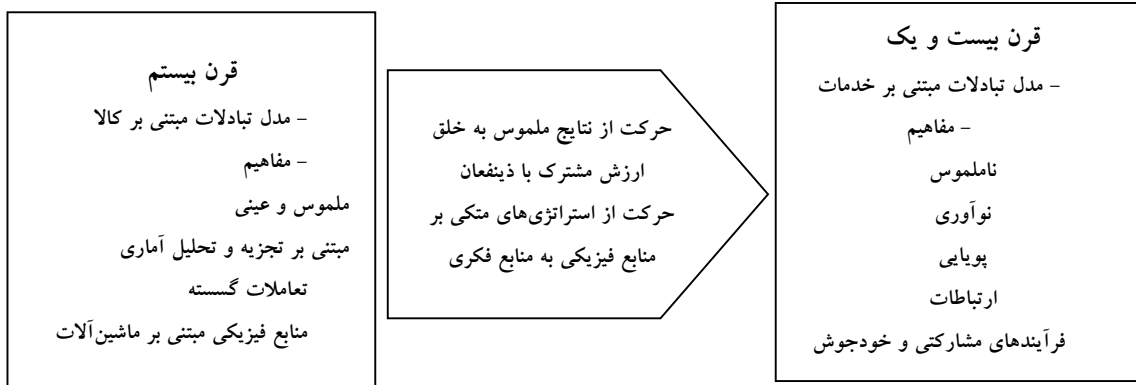 قرن بیستم
- مدل تبادلات مبتنی بر کالا
- مفاهیم
ملموس و عینی
مبتنی بر تجزیه و تحلیل آماری
تعاملات گسسته
منابع فیزیکی مبتنی بر ماشین‌آلات
حرکت از نتایج ملموس به خلق
ارزش مشترک با ذینفعان
حرکت از استراتژی‌های متکی بر
منابع فیزیکی به منابع فکری
قرن بیست و یک
- مدل تبادلات مبتنی بر خدمات
- مفاهیم
ناملموس
نوآوری
پویایی
ارتباطات
فرآیندهای مشارکتی و خودجوش